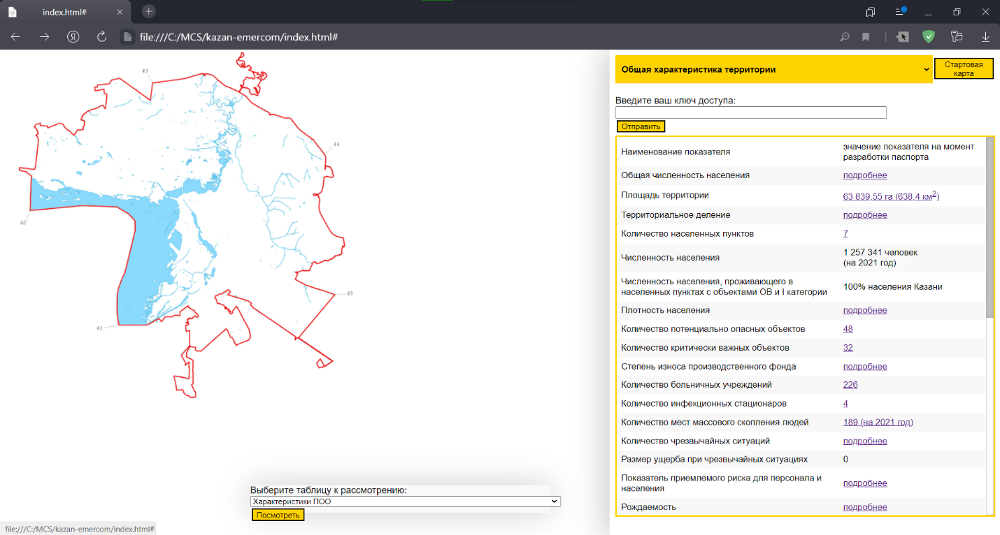 index.html#
file:///C:/MCS/kazan-emercom/index.html#
43
44
40
45
41
Общая характеристика территории
Стартовая
карта
Введите ваш ключ доступа:
Отправить
Наименование показателя
значение показателя на момент
разработки паспорта
Общая численность населения
подробнее
Площадь территории
63 839,55 га (638,4 км2)
Территориальное деление
подробнее
Количество населенных пунктов
7
Численность населения
1 257 341 человек
(на 2021 год)
Численность населения, проживающего в
населенных пунктах с объектами ОВ и I категории
100% населения Казани
Плотность населения
подробнее
Количество потенциально опасных объектов
48
Количество критически важных объектов
32
Степень износа производственного фонда
подробнее
Количество больничных учреждений
226
Количество инфекционных стационаров
4
Количество мест массового скопления людей
189 (на 2021 год)
Количество чрезвычайных ситуаций
подробнее
Размер ущерба при чрезвычайных ситуациях
0
Показатель приемлемого риска для персонала и
населения
подробнее
Рождаемость
подробнее
Выберите таблицу к рассмотрению:
Характеристики ПОО
Посмотреть
file:///C:/MCS/kazan-emercom/index.html#